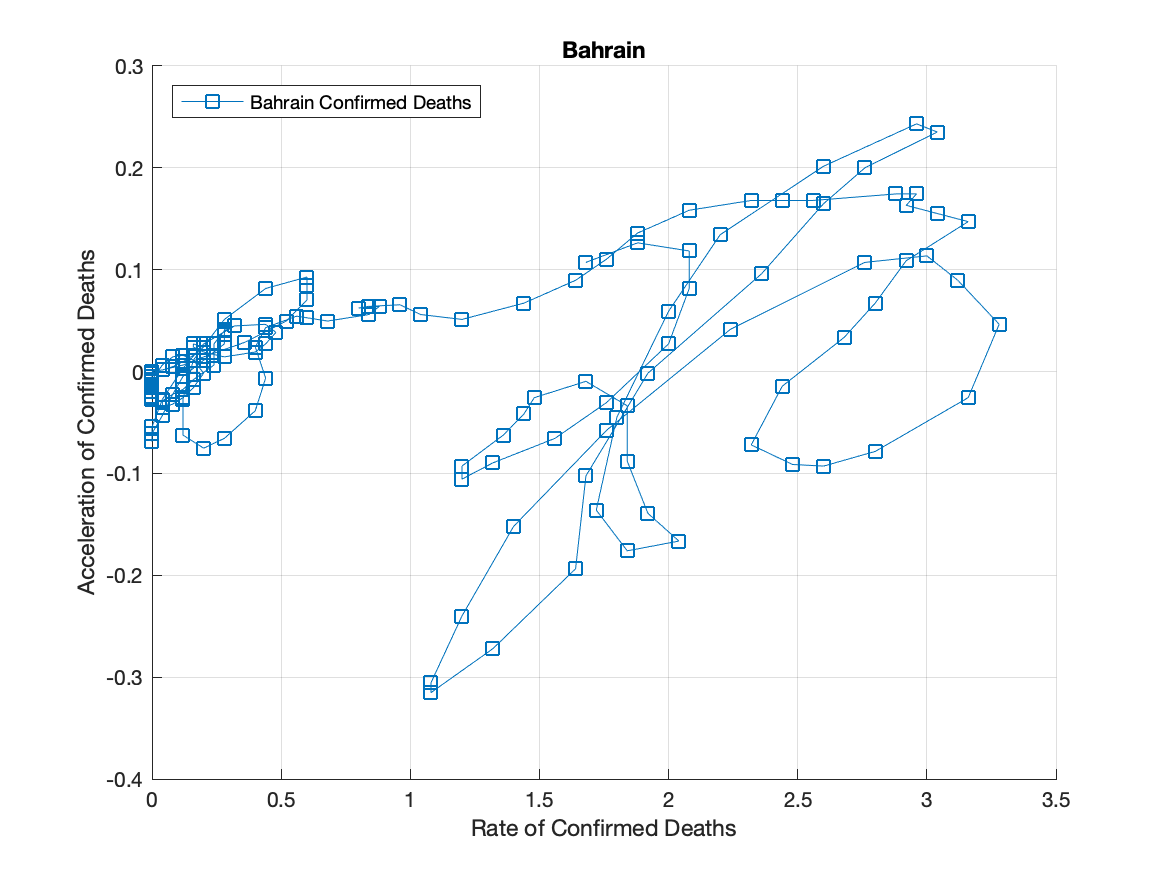 Bahrain
Bahrain Confirmed Deaths
0.3
0.2
0.1
0
-0.1
-0.2
-0.3
-0.4
Acceleration of Confirmed Deaths
0 0.5 1 1.5 2 2.5 3 3.5
Rate of Confirmed Deaths